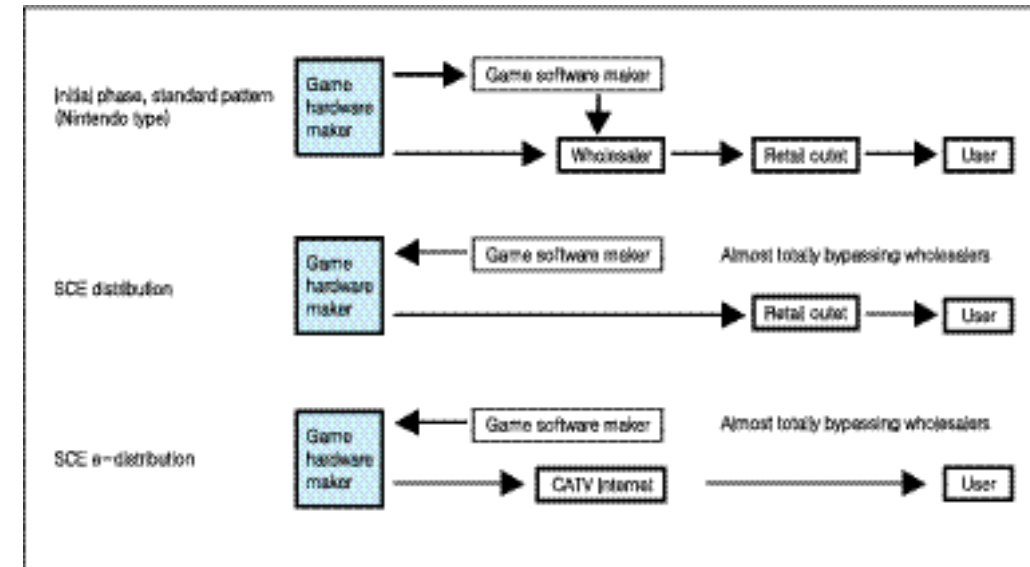 Initial phase, standard pattern
(Nintendo type)
Game
hardware
maker
Game software maker
Wholesaler
Retail outet
User
SCE distribution
Game
hardware
maker
Game software maker
Almost totally bypassing wholesalers
Retail outet
User
SCE e-distribution
Game
hardware
maker
Game software maker
Almost totally bypassing wholesalers
CATV Internet
User